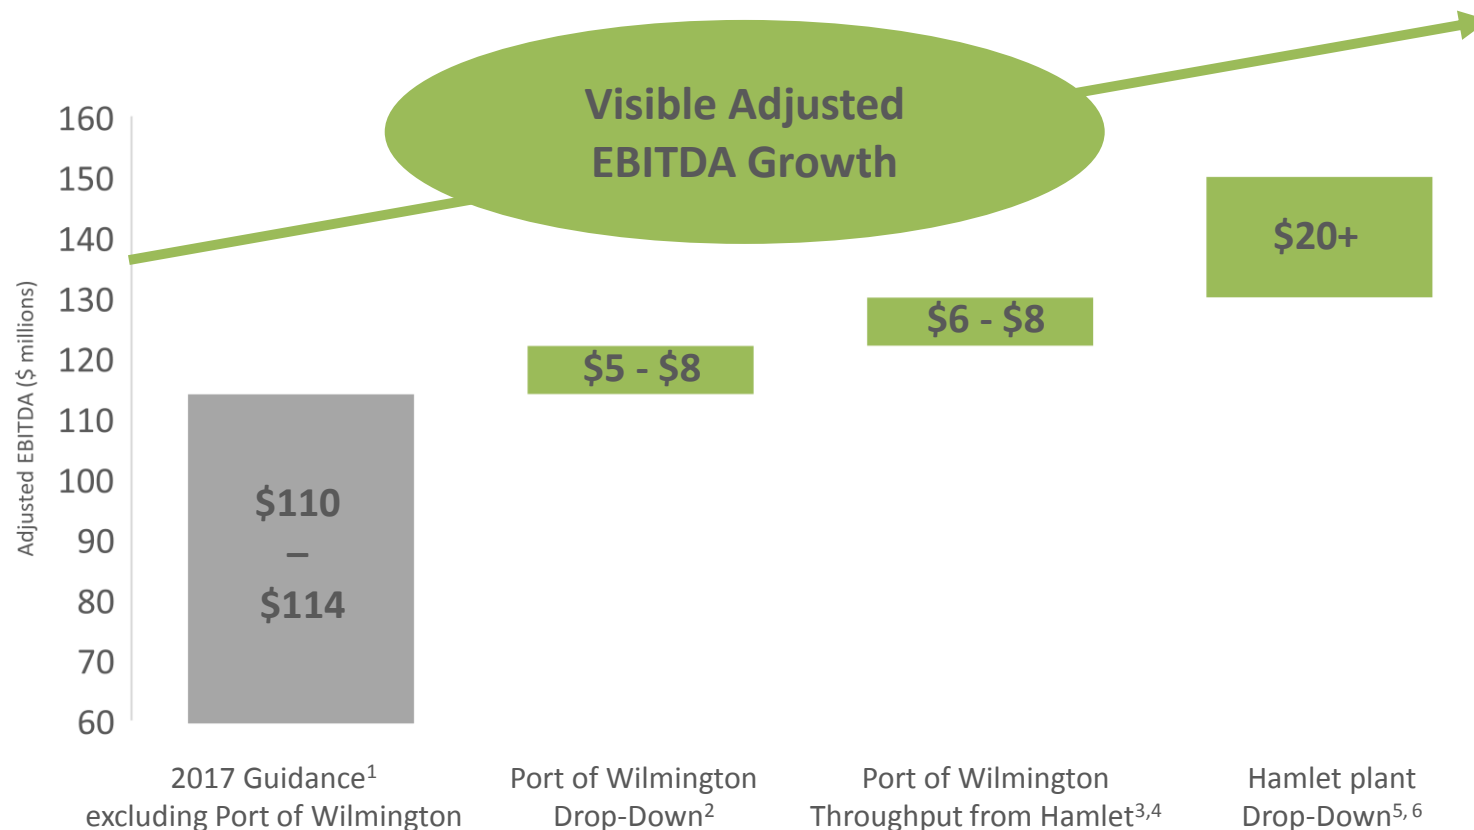 Visible Adjusted
EBITDA Growth
Adjusted EBITDA ($ millions)
160
150
140
130
120
110
100
90
80
70
60
$110
–
$114
$5 - $8
$6 - $8
$20+
2017 Guidance¹
excluding Port of Wilmington
Port of Wilmington
Drop-Down²
Port of Wilmington
Throughput from Hamlet³,⁴
Hamlet plant
Drop-Down⁵, ⁶